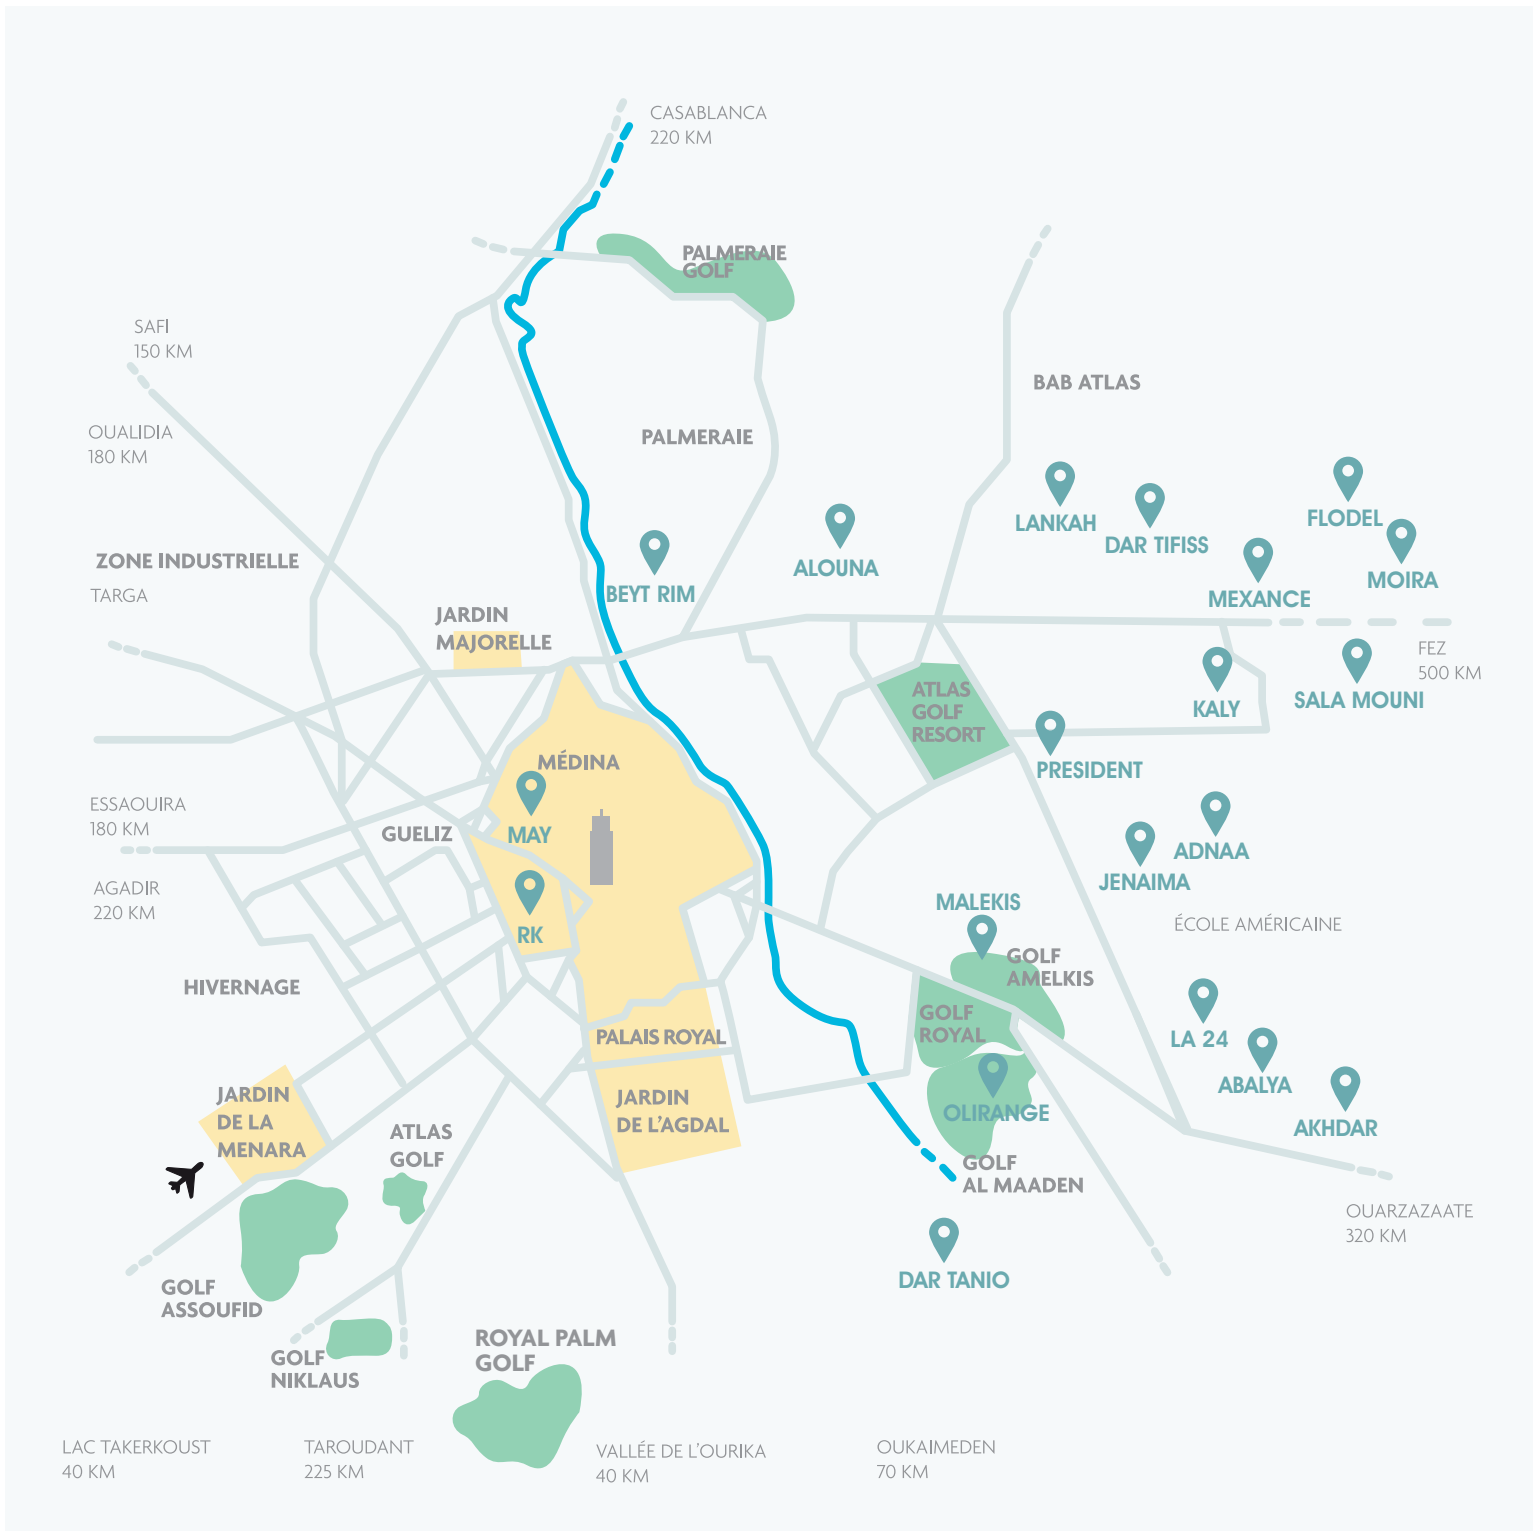 CASABLANCA
220 KM
PALMERAIE
GOLF
SAFI
150 KM
BAB ATLAS
OUALIDIA
180 KM
PALMERAIE
LANKAH
DAR TIFISS
FLODEL
MOIRA
MEXANCE
ALOUNA
BEYT RIM
ZONE INDUSTRIELLE
TARGA
JARDIN
MAJORELLE
FEZ
500 KM
KALY
SALA MOUNI
ATLAS
GOLF
RESORT
PRESIDENT
MÉDINA
MAY
GUELIZ
ESSAOUIRA
180 KM
AGADIR
220 KM
ADNAA
JENAIMA
MALEKIS
ÉCOLE AMÉRICAINE
RK
GOLF
AMELKIS
HIVERNAGE
GOLF
ROYAL
PALAIS ROYAL
LA 24
ABALYA
AKHDAR
JARDIN
DE LA
MENARA
JARDIN
DE L'AGDAL
OLIRANGE
ATLAS
GOLF
GOLF
AL MAADEN
OUARZAZAATE
320 KM
DAR TANIO
GOLF
ASSOUFID
GOLF
NIKLAUS
ROYAL PALM
GOLF
LAC TAKERKOUST
40 KM
TAROUDANT
225 KM
VALLÉE DE L'OURIKA
40 KM
OUKAIMEDEN
70 KM